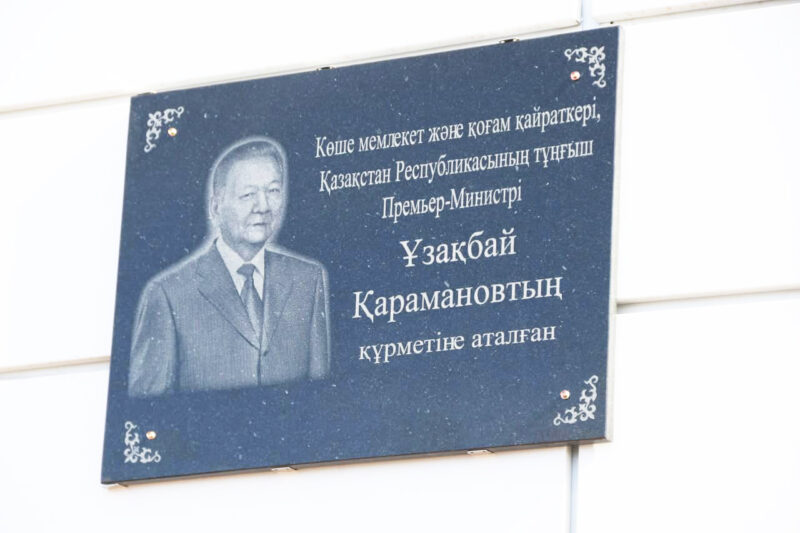 Көше мемлекет және қоғам қайраткері,
Қазақстан Республикасының тұңғыш
Премьер-Министрі
Ұзақбай
Қарамановтың
құрметіне аталған